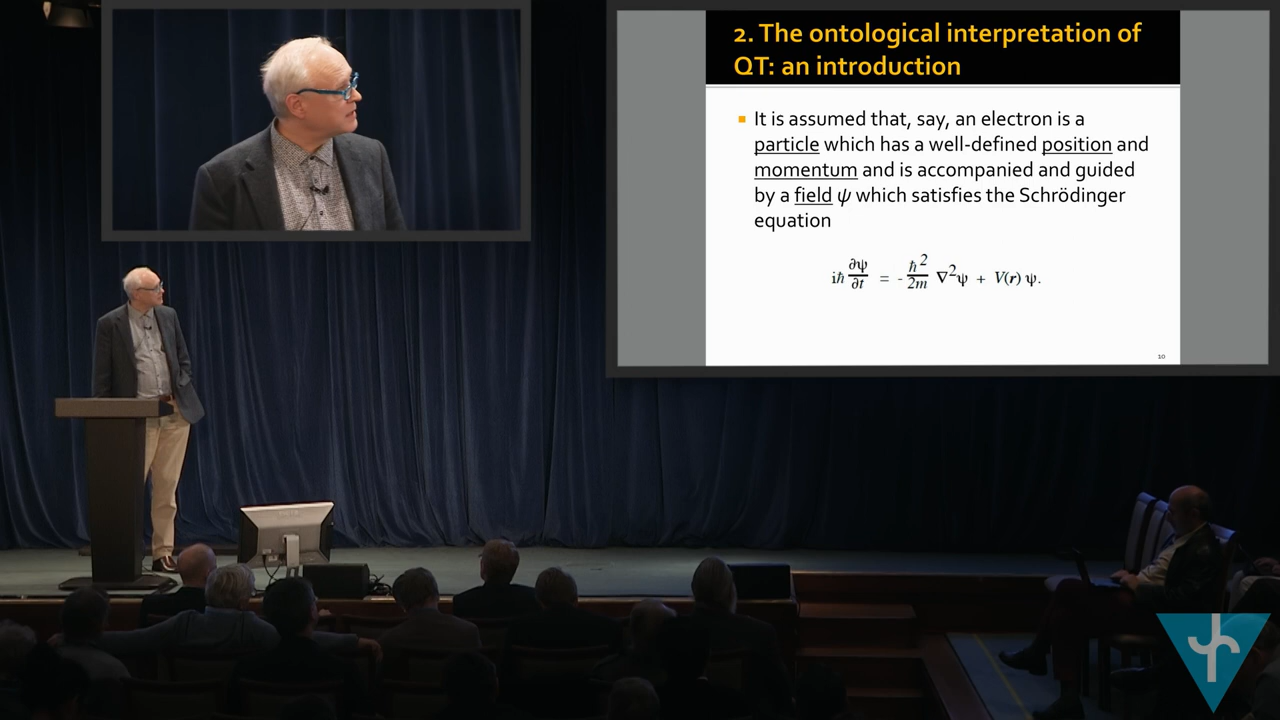 2. The ontological interpretation of
QT: an introduction
It is assumed that, say, an electron is a
particle which has a well-defined position and
momentum and is accompanied and guided
by a field ψ which satisfies the Schrödinger
equation
iħ ∂ψ/∂t = - ħ²/2m ∇²ψ + V(r) ψ.
10